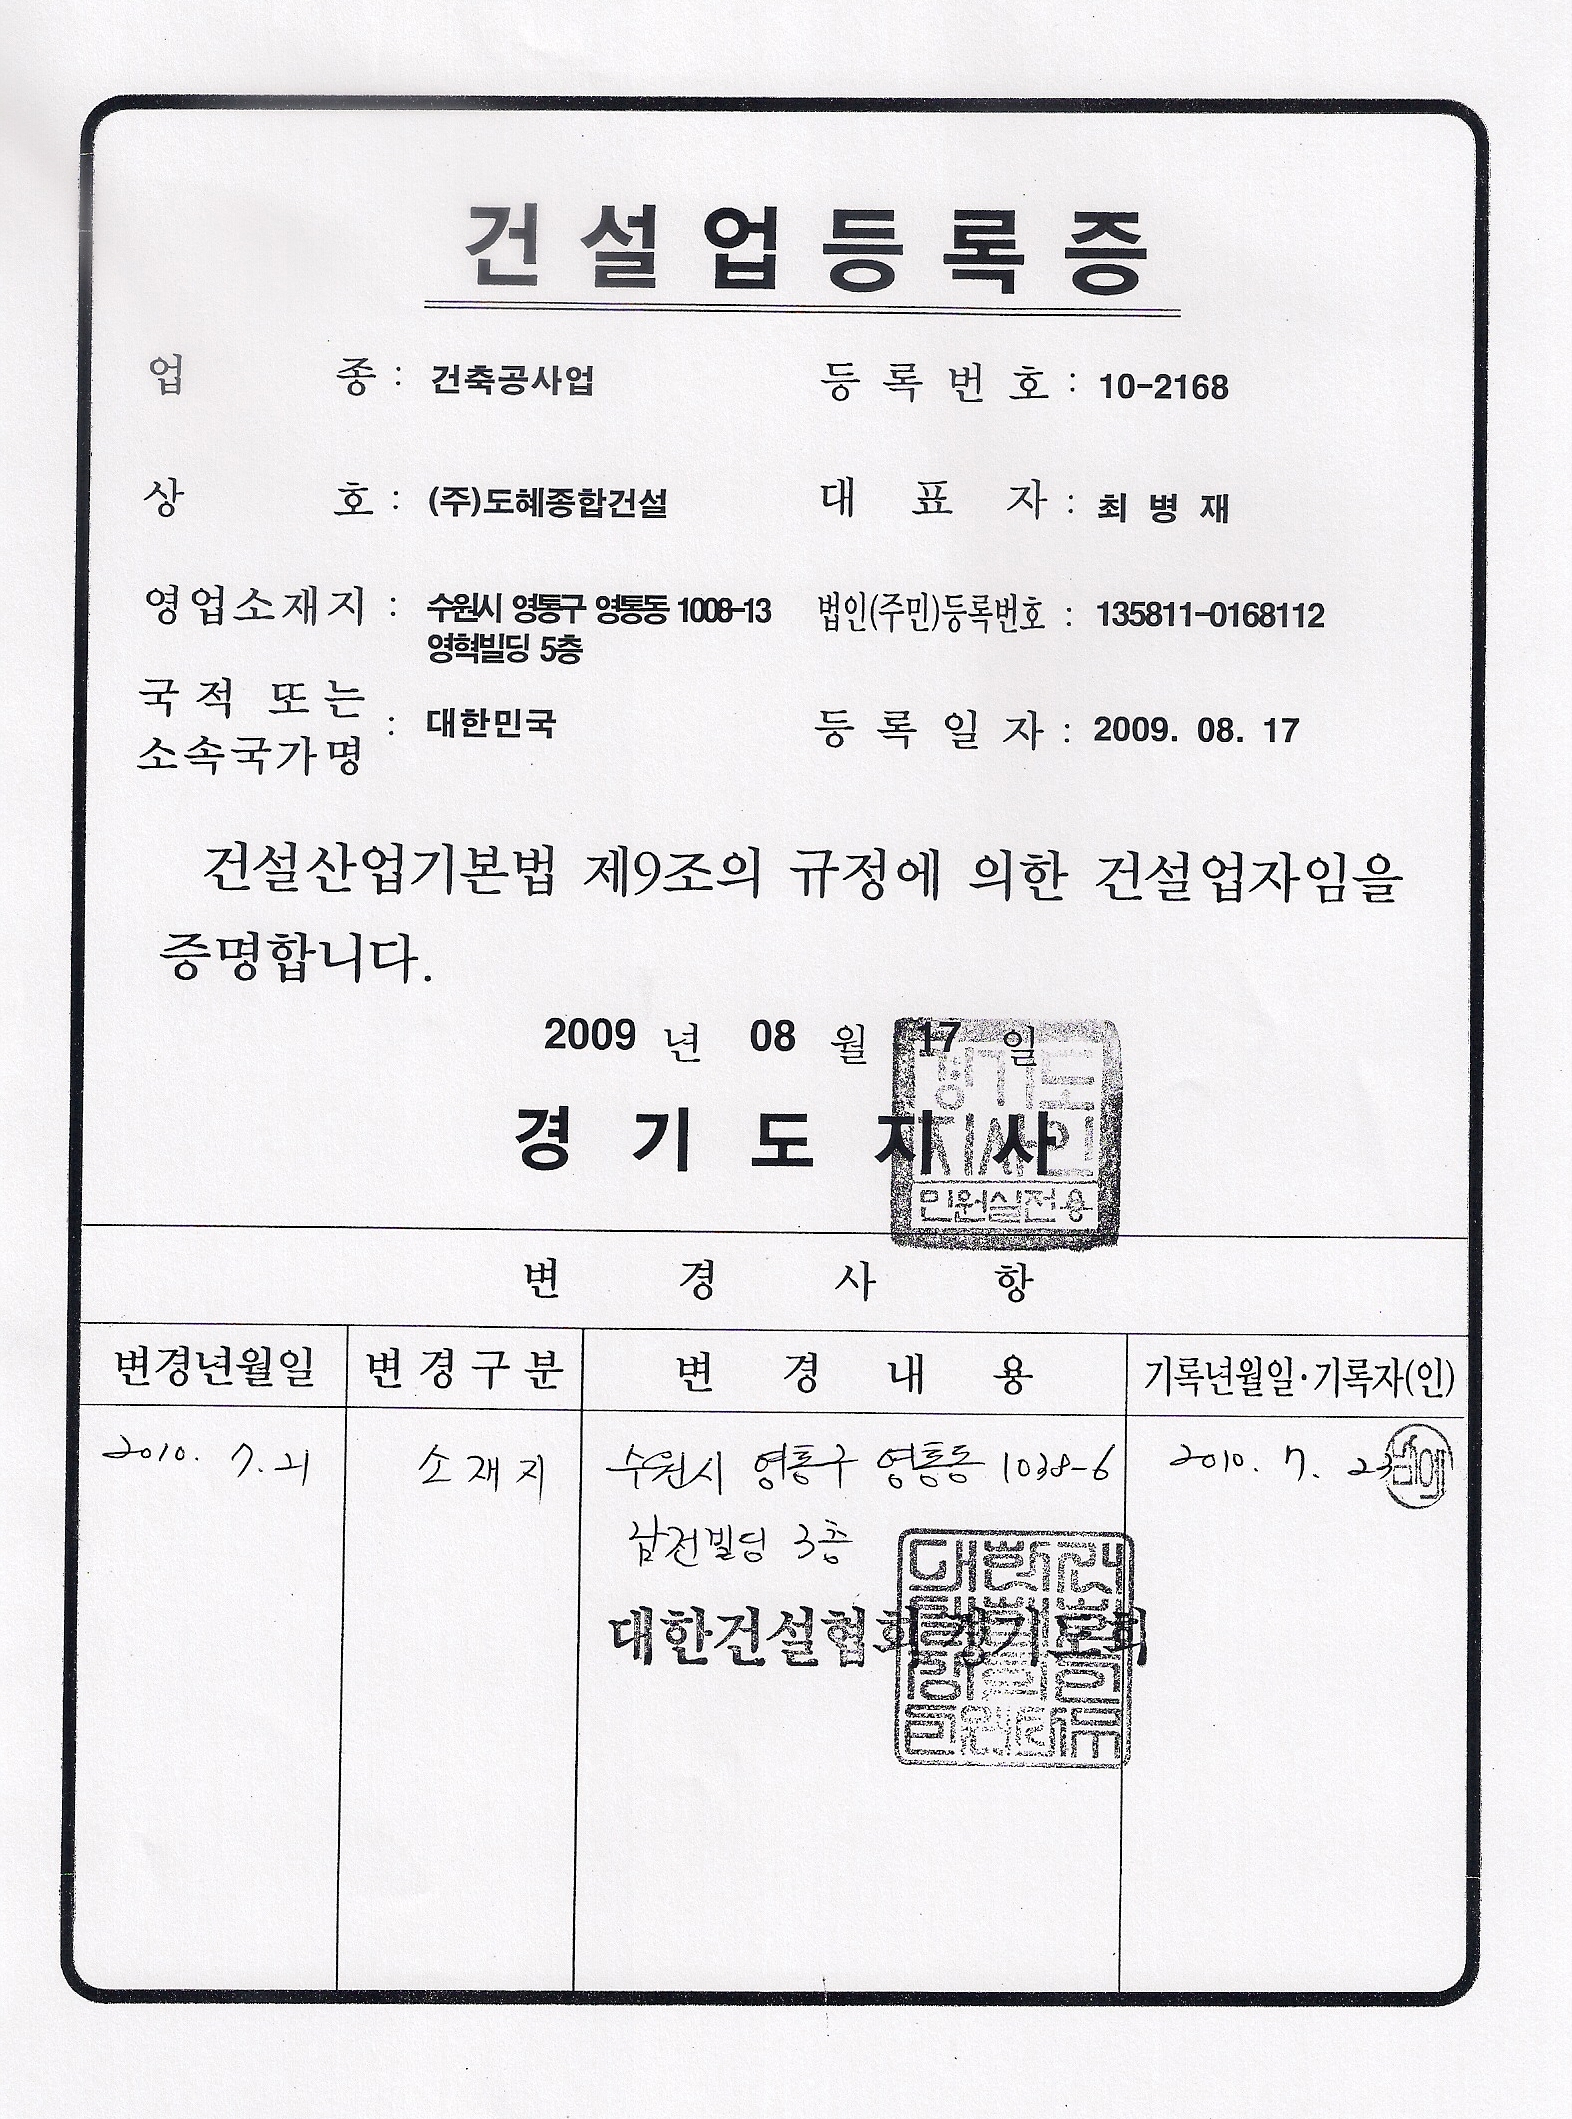 건설업등록증
업 종 : 건축공사업 등록번호 : 10-2168
상 호 : (주)도혜종합건설 대 표 자 : 최병재
영업소재지 : 수원시 영통구 영통동 1008-13 법인(주민)등록번호 : 135811-0168112
영혁빌딩 5층
국적 또는
소속국가명 : 대한민국 등록일자 : 2009. 08. 17
건설산업기본법 제9조의 규정에 의한 건설업자임을
증명합니다.
2009 년 08 월 17 일
경기도지사
민원실전용
변 경 사 항
변경년월일 변경구분 변 경 내 용 기록년월일·기록자(인)
2010. 7. 21 소재지 수원시 영통구 영통동 1038-6 2010. 7. 23
삼전빌딩 3층
대한건설협회 경기도회